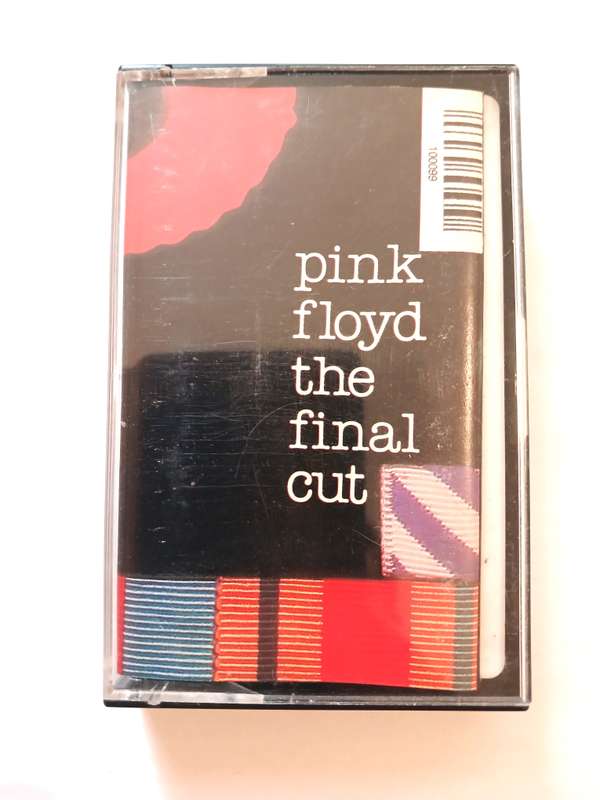 100099
pink
floyd
the
final
cut